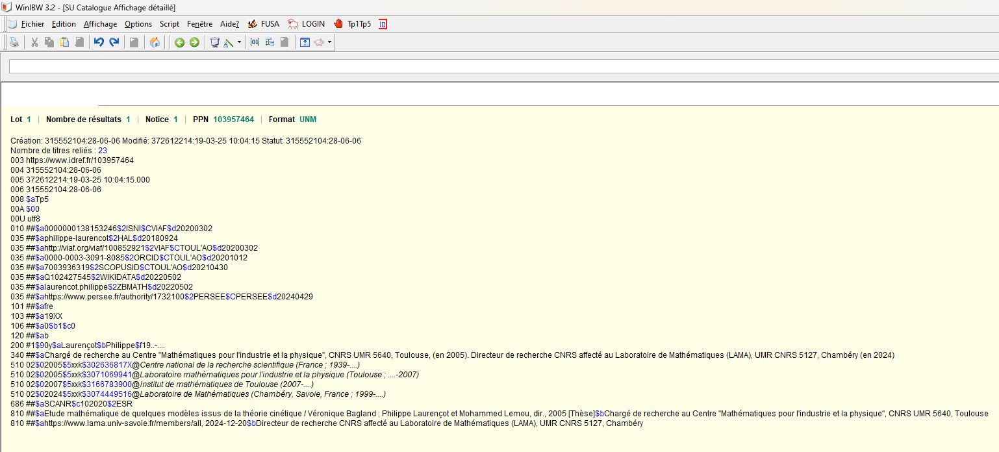 WinIBW 3.2 - [SU Catalogue Affichage détaillé]
Fichier Edition Affichage Options Script Fenêtre Aide? FUSA LOGIN Tp1Tp5 ID
[01] ?
Lot 1 | Nombre de résultats 1 | Notice 1 | PPN 103957464 | Format UNM
Création: 315552104:28-06-06 Modifié: 372612214:19-03-25 10:04:15 Statut: 315552104:28-06-06
Nombre de titres reliés : 23
003 https://www.idref.fr/103957464
004 315552104:28-06-06
005 372612214:19-03-25 10:04:15.000
006 315552104:28-06-06
008 $aTp5
00A $00
00U utf8
010 ##$a0000000138153246$2ISNI$CVIAF$d20200302
035 ##$aphilippe-laurencot$2HAL$d20180924
035 ##$ahttp://viaf.org/viaf/100852921$2VIAF$CTOUL'AO$d20200302
035 ##$a0000-0003-3091-8085$2ORCID$CTOUL'AO$d20201012
035 ##$a7003936319$2SCOPUSID$CTOUL'AO$d20210430
035 ##$aQ102427545$2WIKIDATA$d20220502
035 ##$alaurencot.philippe$2ZBMATH$d20220502
035 ##$ahttps://www.persee.fr/authority/1732100$2PERSEE$CPERSEE$d20240429
101 ##$afre
103 ##$a19XX
106 ##$a0$b1$c0
120 ##$ab
200 #1$90y$aLaurençot$bPhilippe$f19..-....
340 ##$aChargé de recherche au Centre "Mathématiques pour l'industrie et la physique", CNRS UMR 5640, Toulouse, (en 2005). Directeur de recherche CNRS affecté au Laboratoire de Mathématiques (LAMA), UMR CNRS 5127, Chambéry (en 2024)
510 02$02005$5xxk$302636817X@Centre national de la recherche scientifique (France ; 1939-....)
510 02$02005$5xxk$3071069941@Laboratoire mathématiques pour l'industrie et la physique (Toulouse ; ....-2007)
510 02$02007$5xxk$3166783900@Institut de mathématiques de Toulouse (2007-....)
510 02$02024$5xxk$3074449516@Laboratoire de Mathématiques (Chambéry, Savoie, France ; 1999-....)
686 ##$aSCANR$c102020$2ESR
810 ##$aEtude mathématique de quelques modèles issus de la théorie cinétique / Véronique Bagland ; Philippe Laurençot et Mohammed Lemou, dir., 2005 [Thèse]$bChargé de recherche au Centre "Mathématiques pour l'industrie et la physique", CNRS UMR 5640, Toulouse
810 ##$ahttps://www.lama.univ-savoie.fr/members/all, 2024-12-20$bDirecteur de recherche CNRS affecté au Laboratoire de Mathématiques (LAMA), UMR CNRS 5127, Chambéry